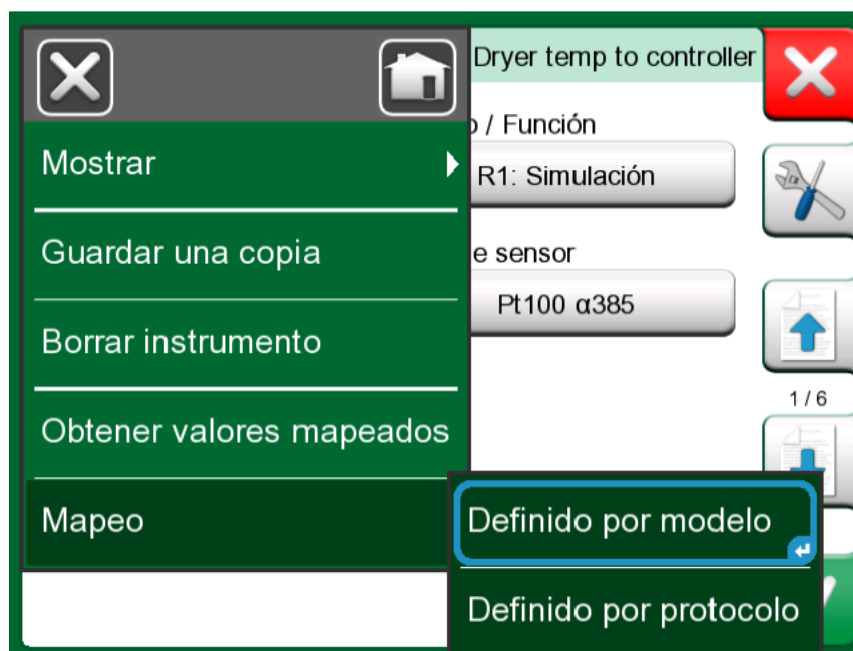 Dryer temp to controller
o / Función
R1: Simulación
e sensor
Pt100 α385
1 / 6
Mostrar
Guardar una copia
Borrar instrumento
Obtener valores mapeados
Mapeo
Definido por modelo
Definido por protocolo